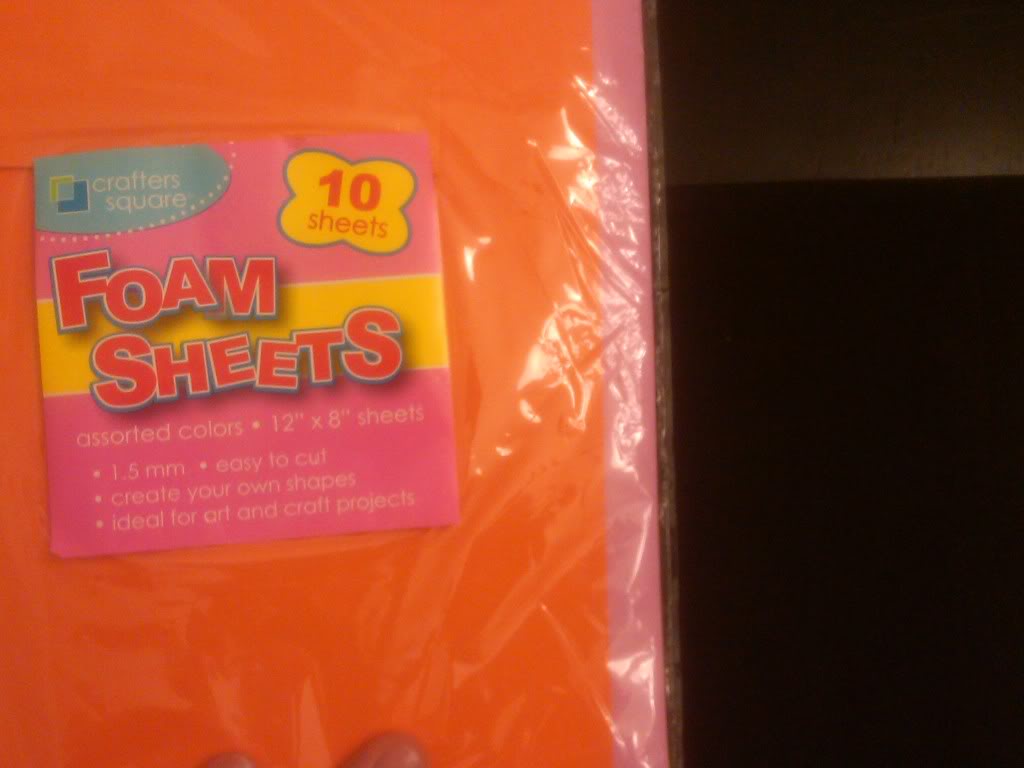 crafters
square
10
sheets
FOAM
SHEETS
assorted colors • 12" x 8" sheets
• 1.5 mm • easy to cut
• create your own shapes
• ideal for art and craft projects